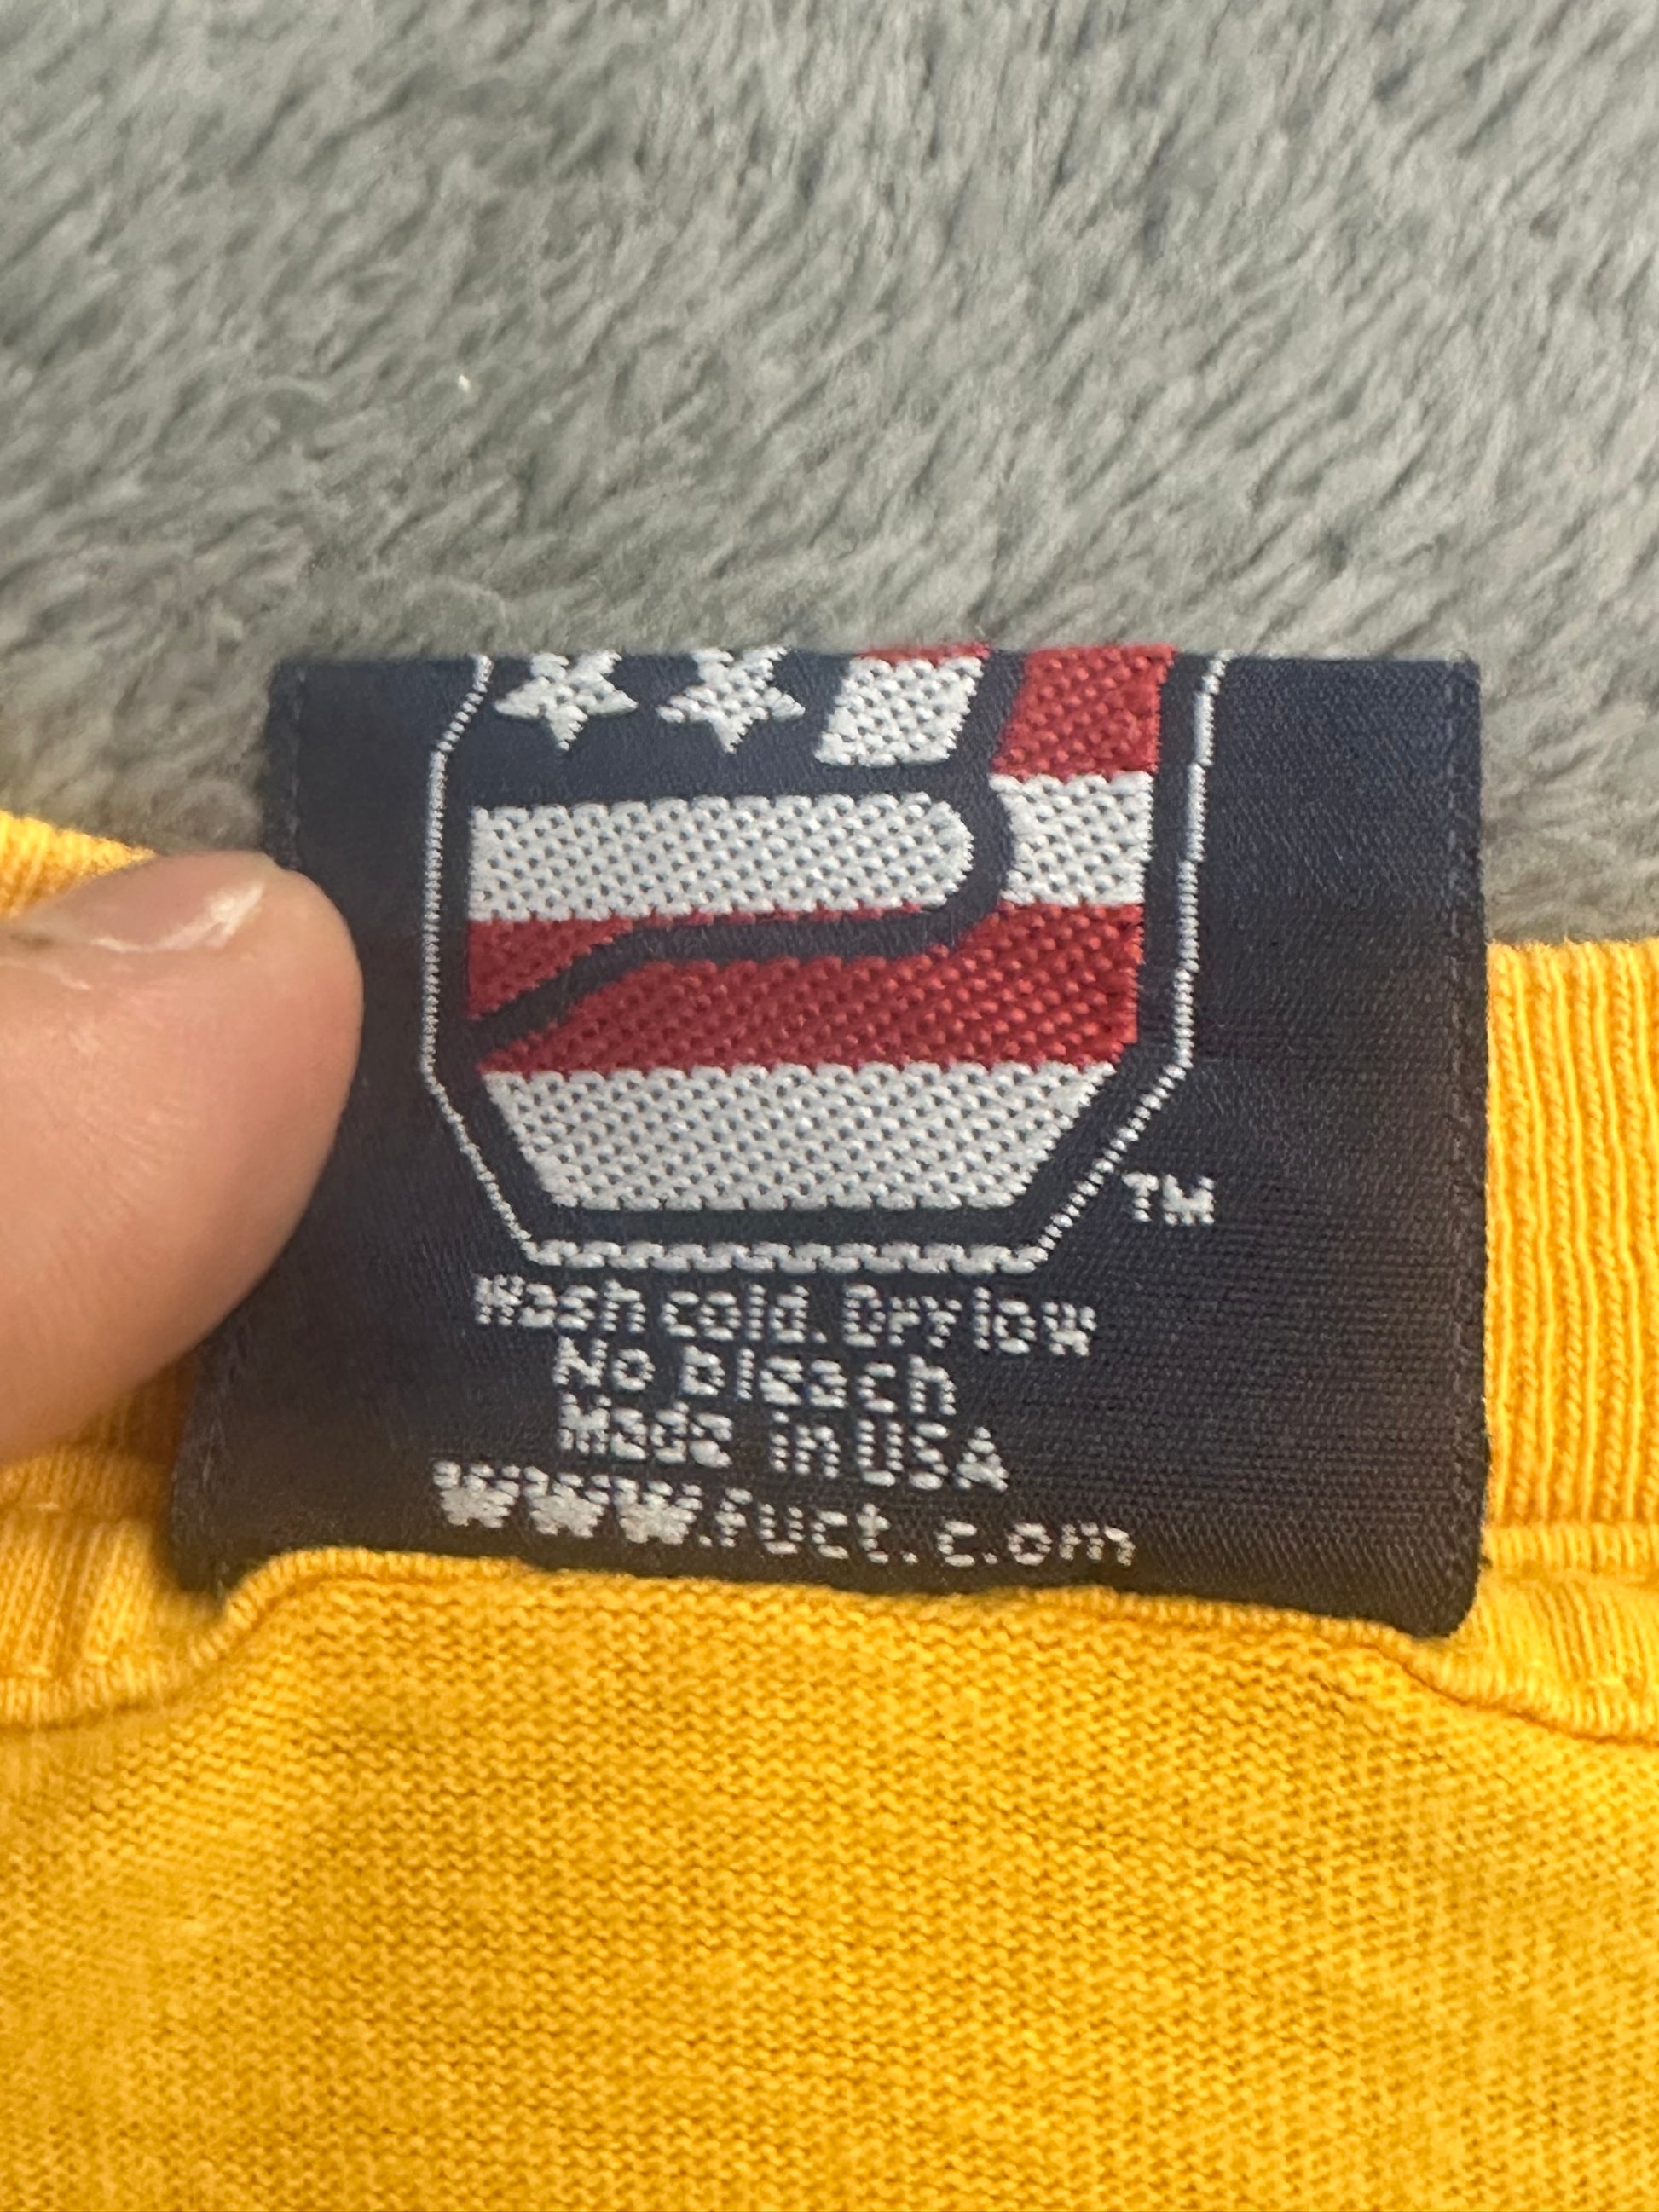 TM
Wash cold. Dry low
No bleach
Made in USA
www.fuct.com